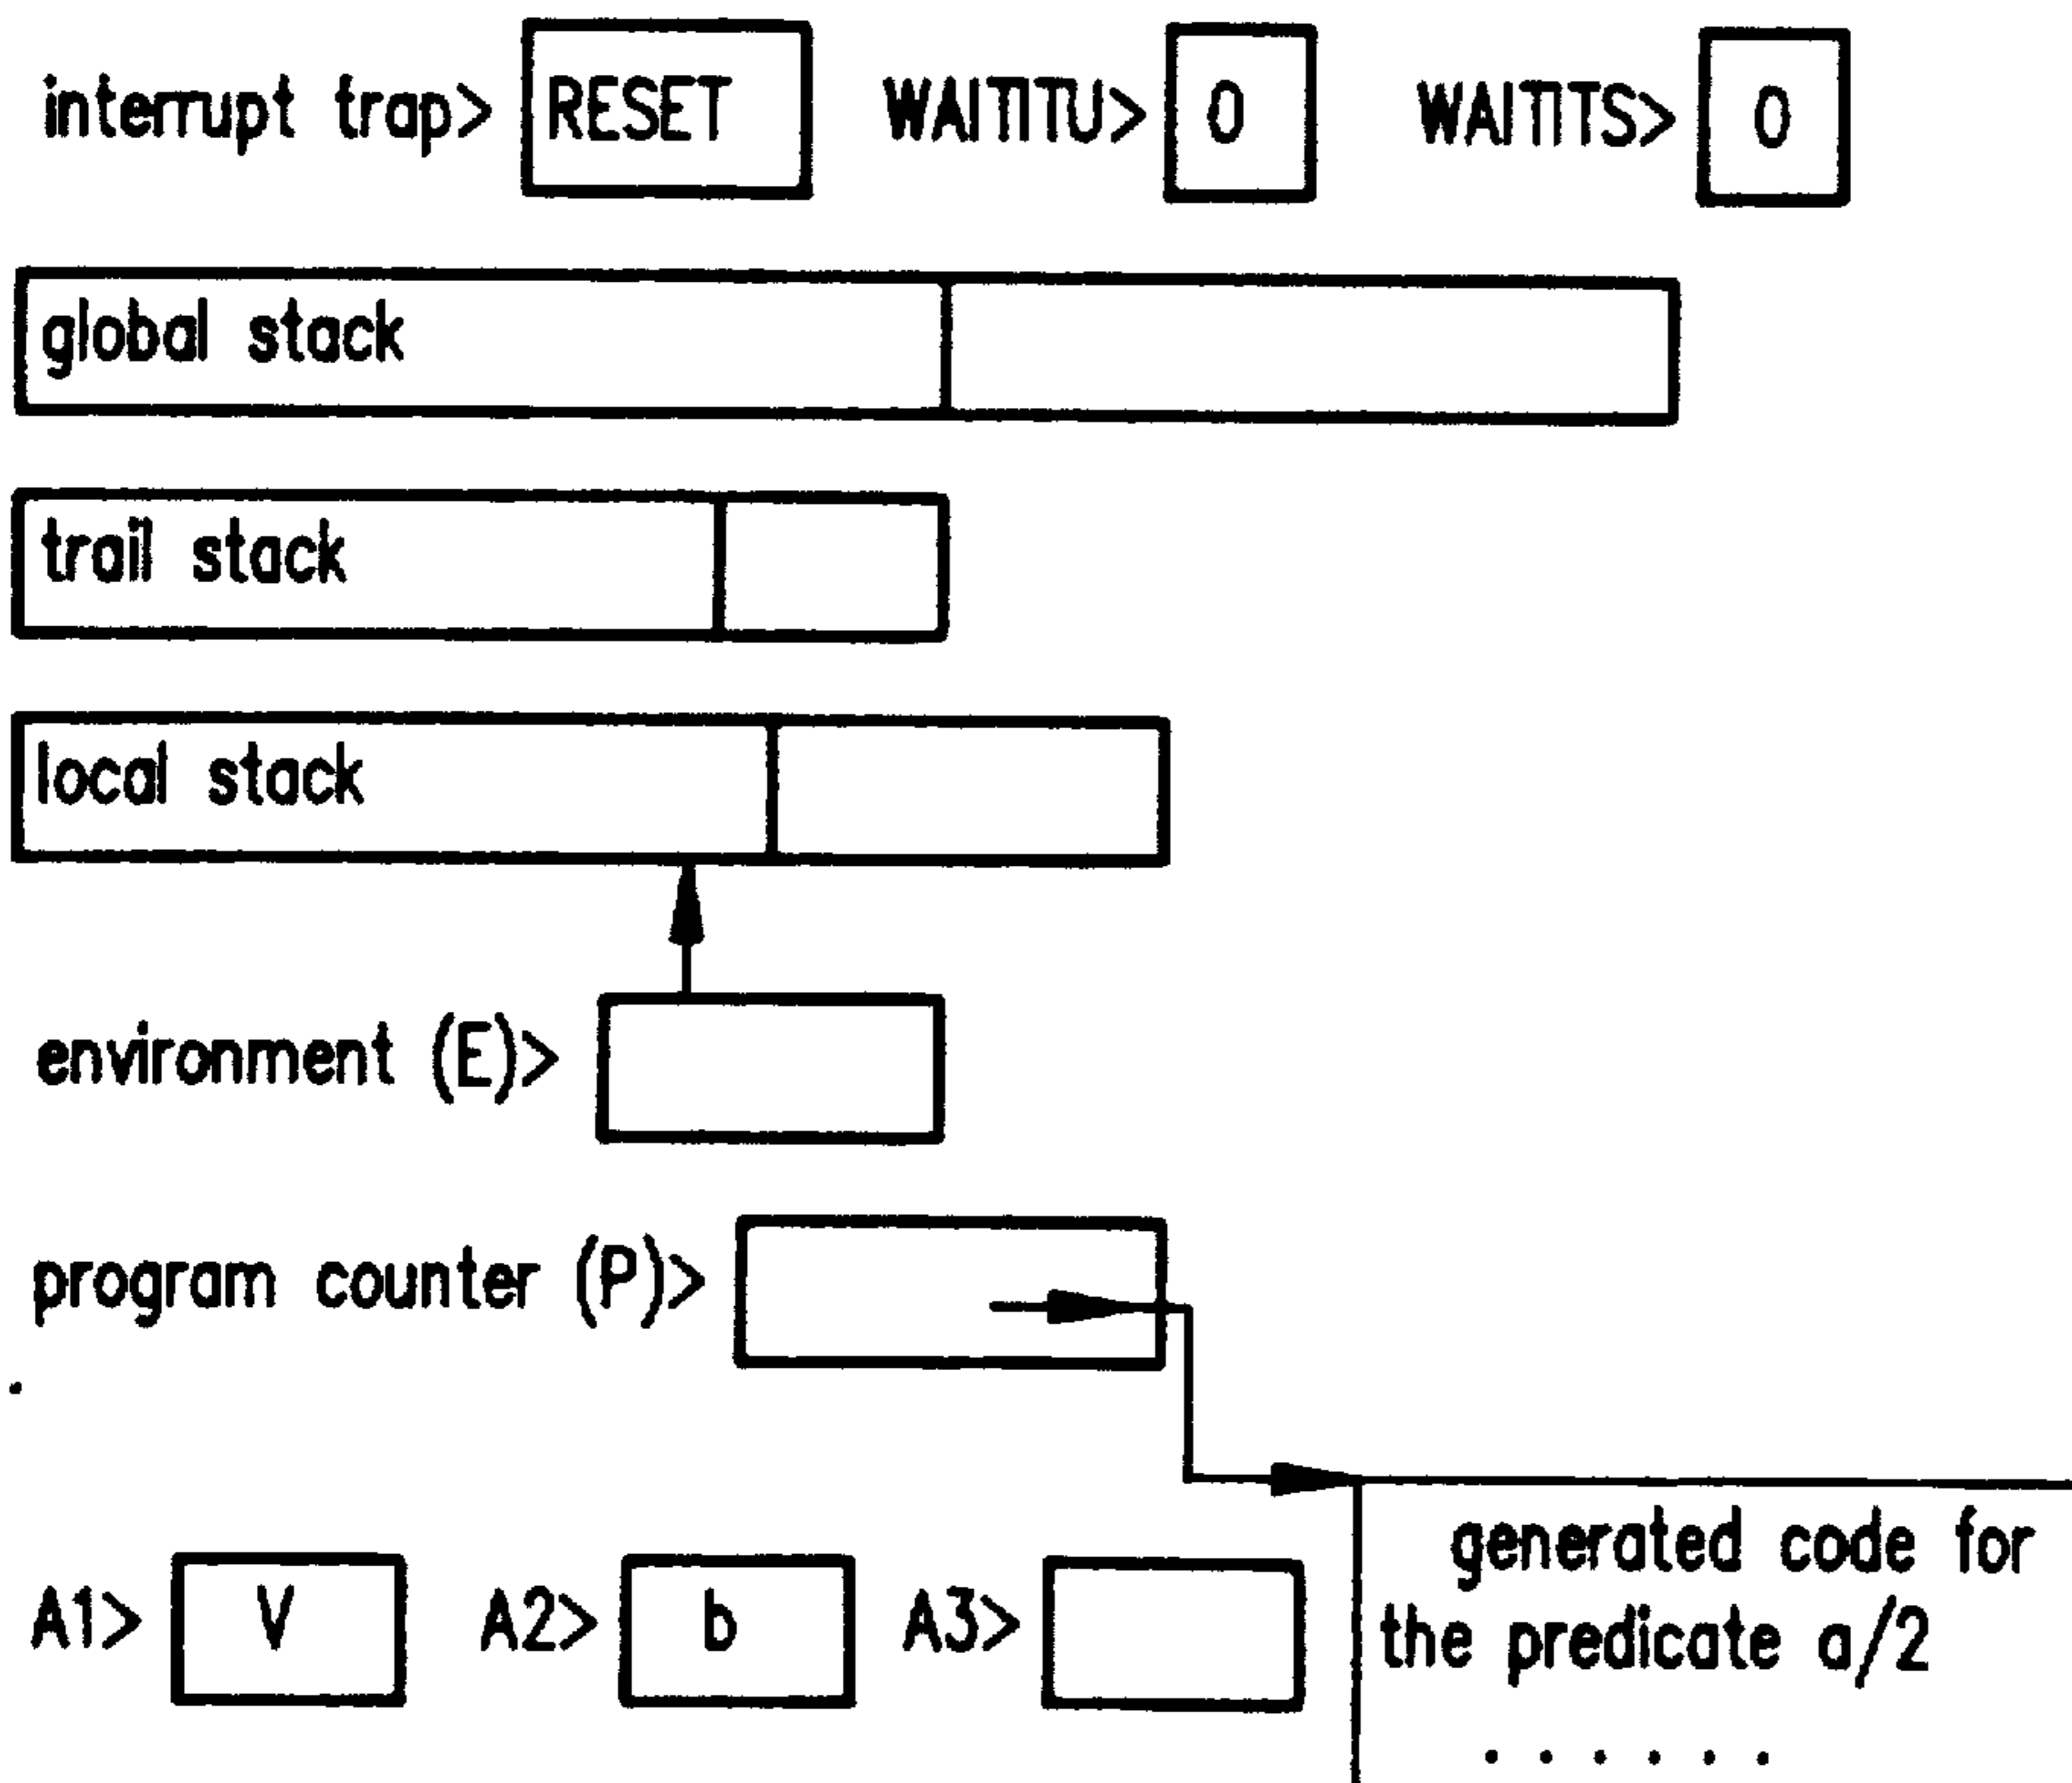 interrupt trap> RESET WAITITU> 0 WAITITS> 0
global stack
trail stack
local stack
environment (E)>
program counter (P)>
generated code for
A1> V A2> b A3> the predicate a/2
. . . . . .